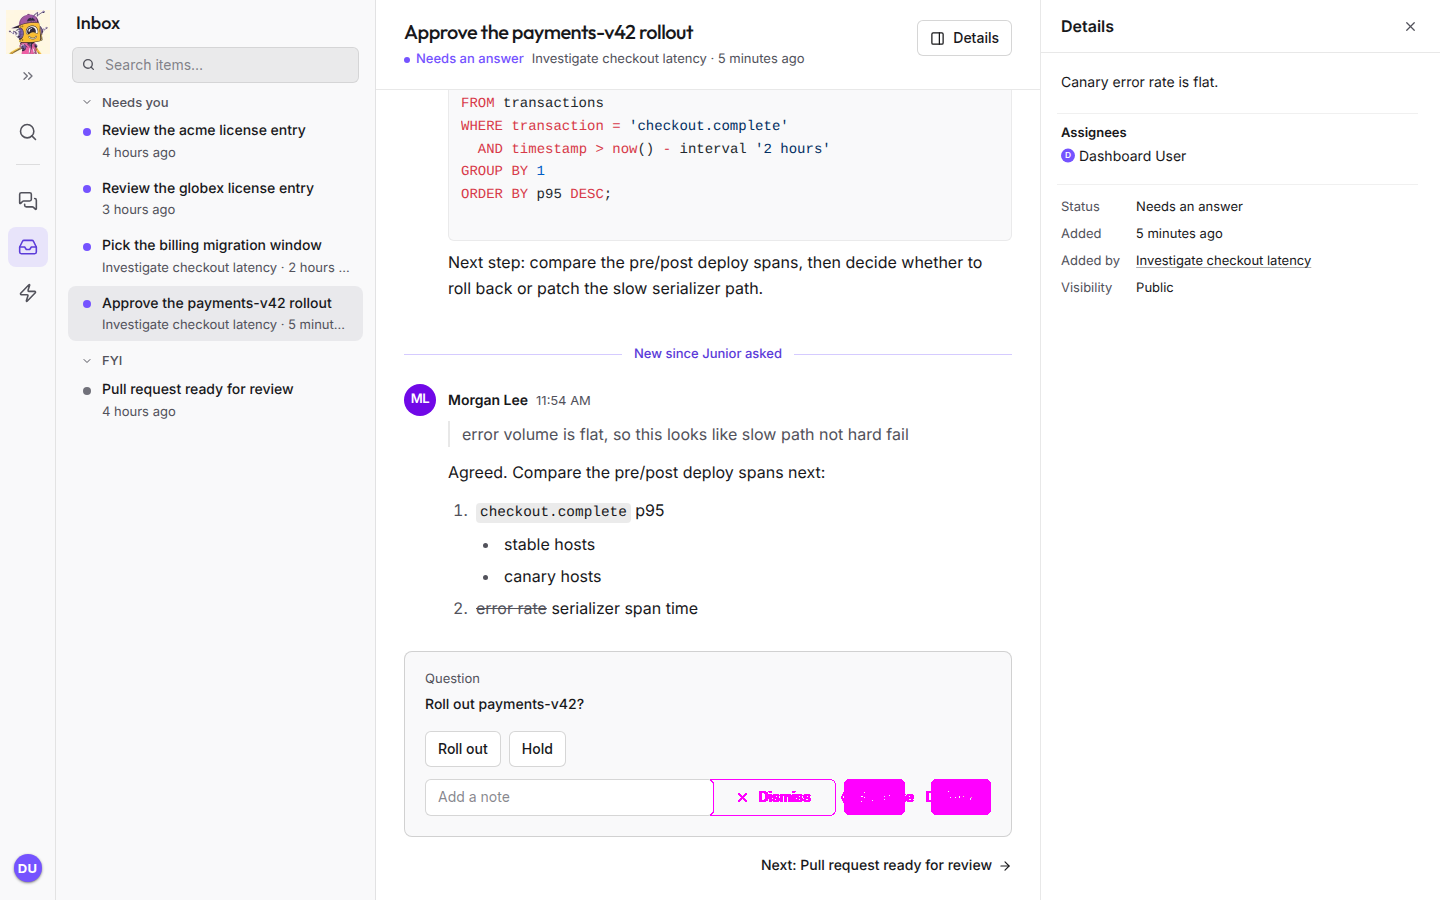 Inbox
Search items...
Needs you
Review the acme license entry
4 hours ago
Review the globex license entry
3 hours ago
Pick the billing migration window
Investigate checkout latency · 2 hours ...
Approve the payments-v42 rollout
Investigate checkout latency · 5 minut...
FYI
Pull request ready for review
4 hours ago
DU
Approve the payments-v42 rollout
Needs an answer Investigate checkout latency · 5 minutes ago
Details
FROM transactions
WHERE transaction = 'checkout.complete'
AND timestamp > now() - interval '2 hours'
GROUP BY 1
ORDER BY p95 DESC;
Next step: compare the pre/post deploy spans, then decide whether to
roll back or patch the slow serializer path.
New since Junior asked
ML Morgan Lee 11:54 AM
error volume is flat, so this looks like slow path not hard fail
Agreed. Compare the pre/post deploy spans next:
1. checkout.complete p95
• stable hosts
• canary hosts
2. error rate serializer span time
Question
Roll out payments-v42?
Roll out Hold
Add a note
Dismiss
Next: Pull request ready for review →
Details
Canary error rate is flat.
Assignees
D Dashboard User
Status Needs an answer
Added 5 minutes ago
Added by Investigate checkout latency
Visibility Public